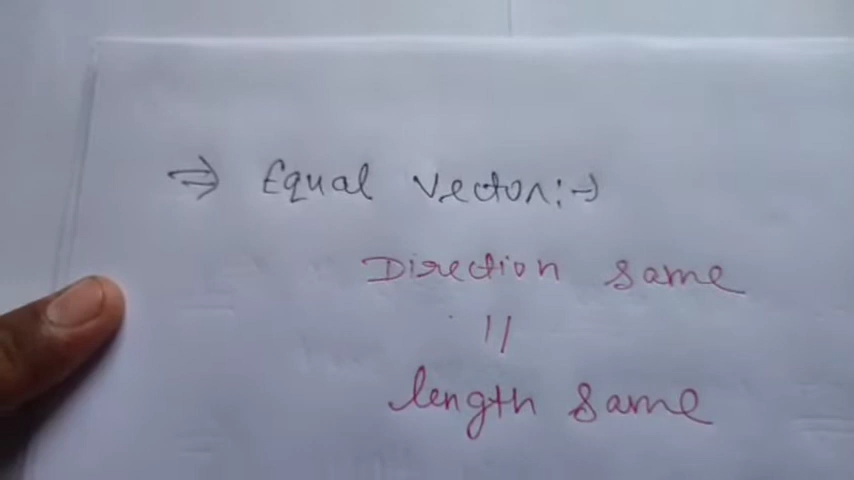 ⇒ Equal Vector:→
Direction same
||
length same